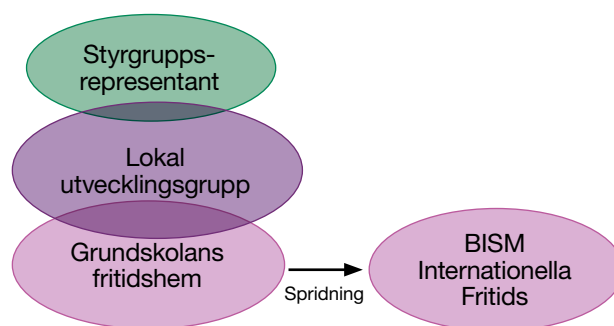 Styrgrupps-
representant
Lokal
utvecklingsgrupp
Grundskolans
fritidshem
Spridning
BISM
Internationella
Fritids